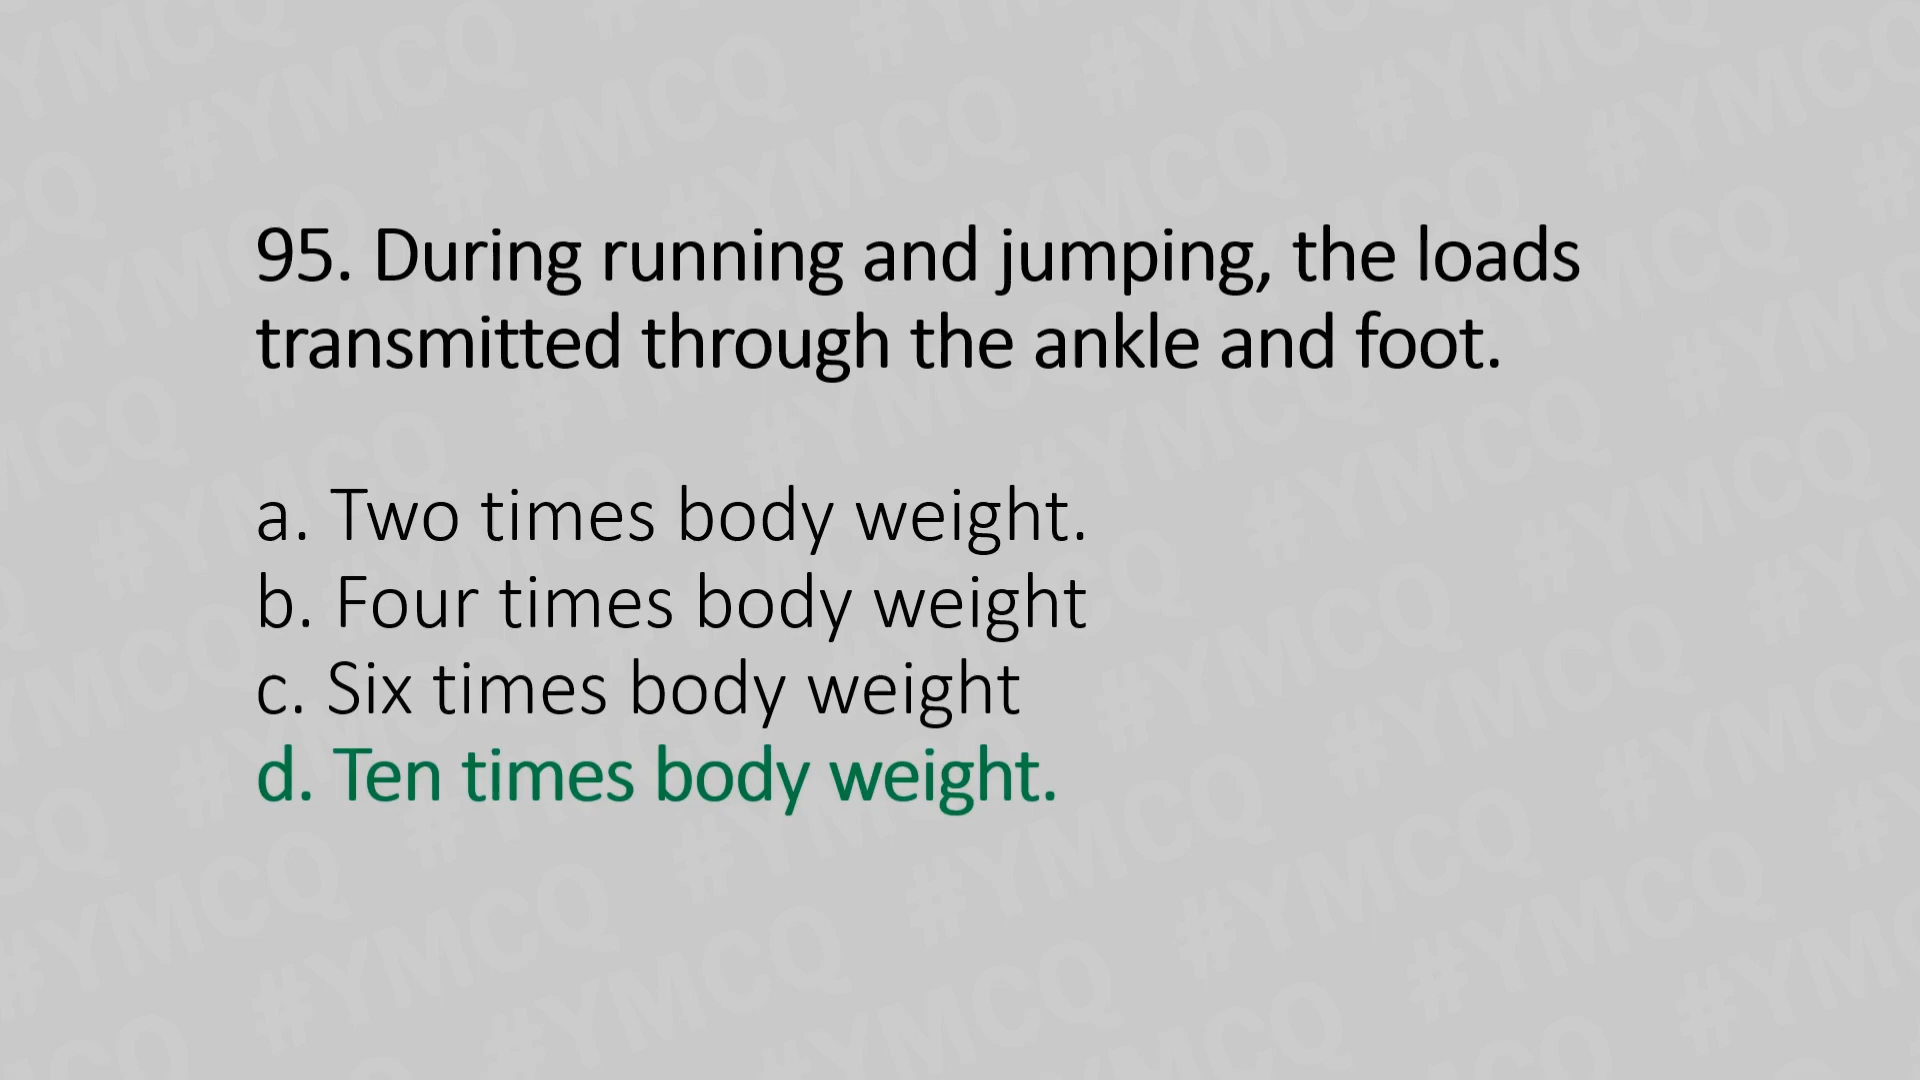 95. During running and jumping, the loads
transmitted through the ankle and foot.
a. Two times body weight.
b. Four times body weight
c. Six times body weight
d. Ten times body weight.
#YMCQ